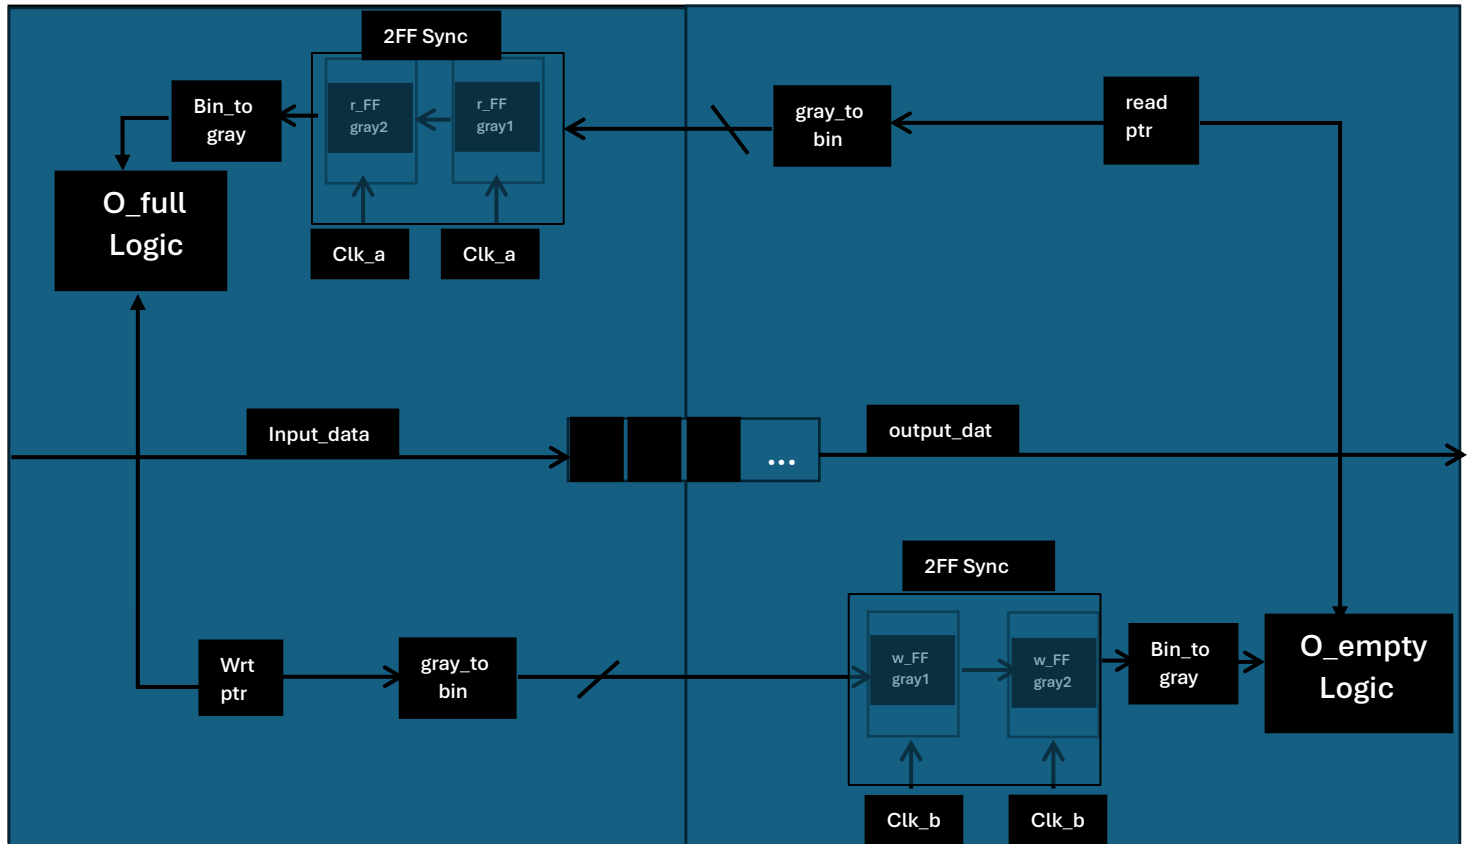 2FF Sync
Bin_to
gray
r_FF
gray2
r_FF
gray1
gray_to
bin
read
ptr
O_full
Logic
Clk_a
Clk_a
Input_data
...
output_dat
2FF Sync
Wrt
ptr
gray_to
bin
w_FF
gray1
w_FF
gray2
Bin_to
gray
O_empty
Logic
Clk_b
Clk_b